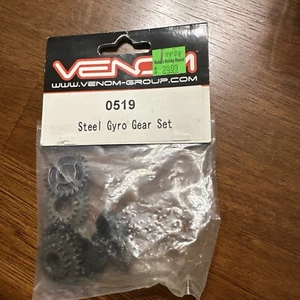 VENOM
WWW.VENOM-GROUP.COM
0519
Steel Gyro Gear Set